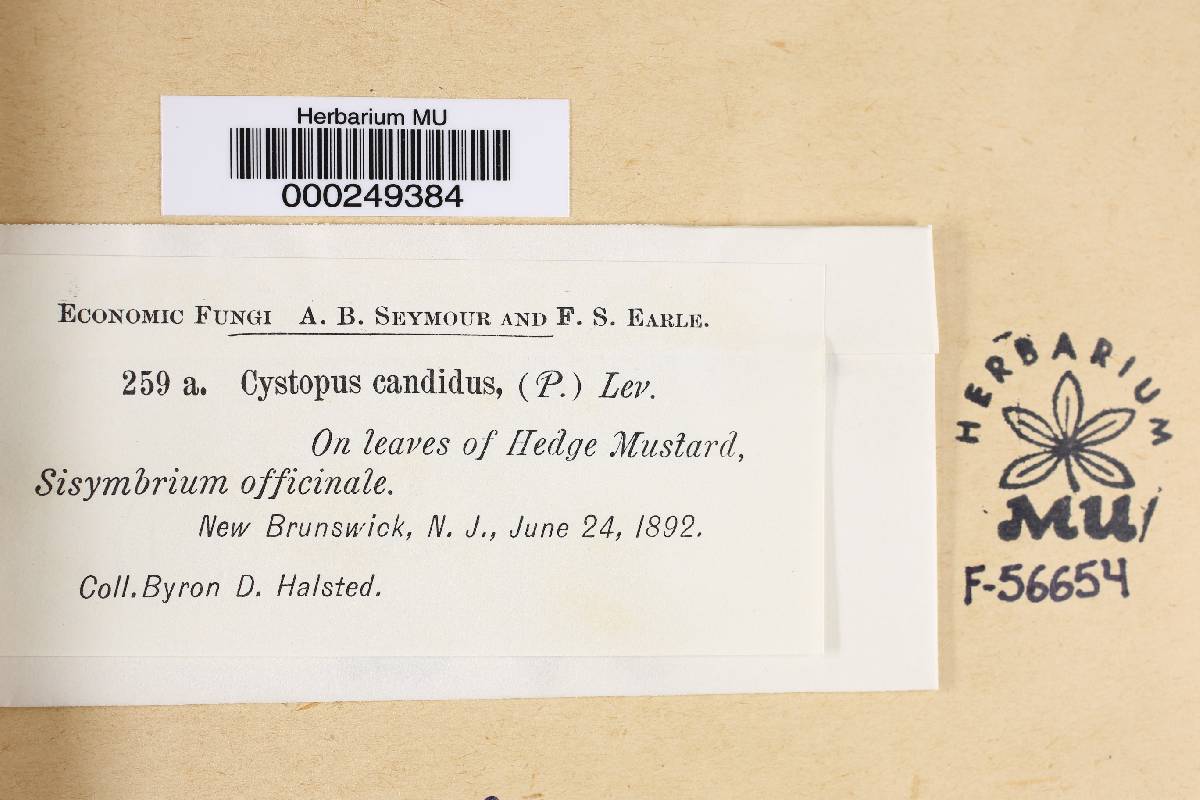 Herbarium MU
000249384
ECONOMIC FUNGI A. B. SEYMOUR AND F. S. EARLE.
259 a. Cystopus candidus, (P.) Lev.
On leaves of Hedge Mustard,
Sisymbrium officinale.
New Brunswick, N. J., June 24, 1892.
Coll. Byron D. Halsted.
HERBARIUM
MU
F-56654